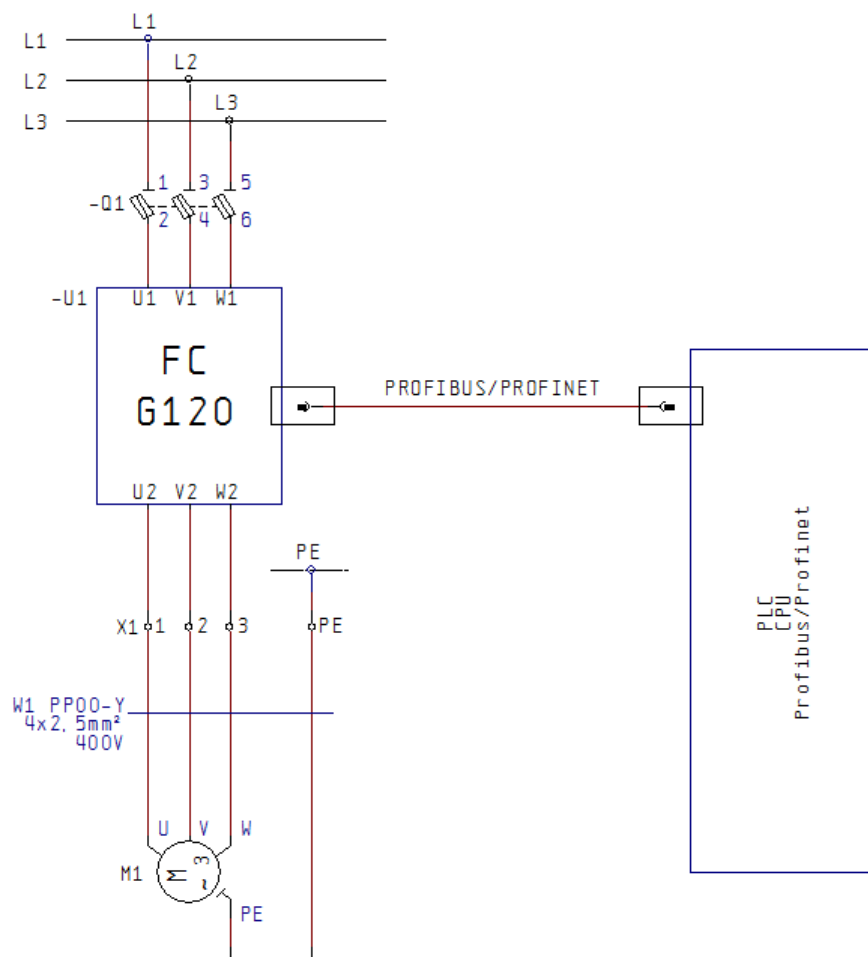 L1
L1
L2
L2
L3
L3
1 3 5
-Q1
2 4 6
-U1
U1 V1 W1
FC
G120
PROFIBUS/PROFINET
U2 V2 W2
PE
X1 1 2 3 PE
PLC
CPU
Profibus/Profinet
W1 PP00-Y
4x2,5mm²
400V
U V W
M1
M
~ 3
PE